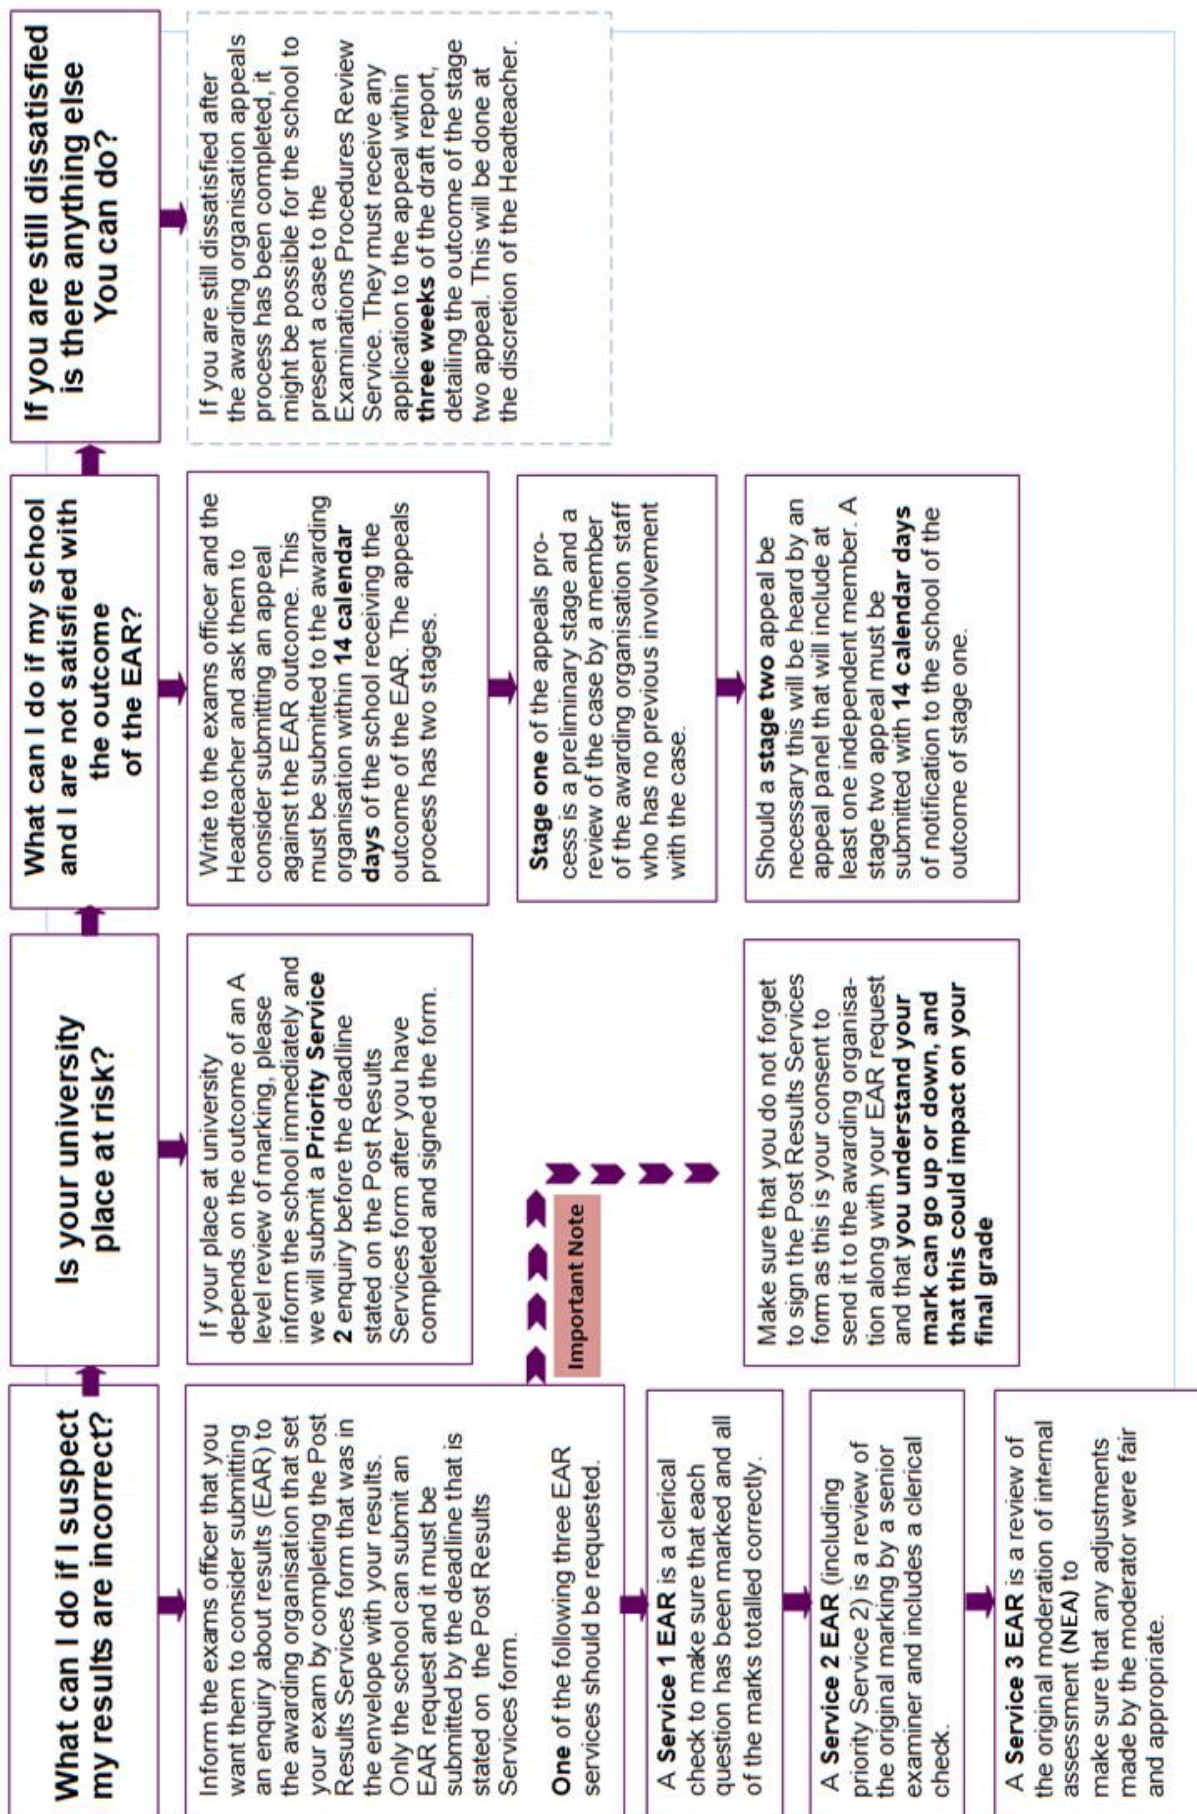 What can I do if I suspect
my results are incorrect?
Inform the exams officer that you
want them to consider submitting
an enquiry about results (EAR) to
the awarding organisation that set
your exam by completing the Post
Results Services form that was in
the envelope with your results.
Only the school can submit an
EAR request and it must be
submitted by the deadline that is
stated on the Post Results
Services form.
One of the following three EAR
services should be requested.
A Service 1 EAR is a clerical
check to make sure that each
question has been marked and all
of the marks totalled correctly.
A Service 2 EAR (including
priority Service 2) is a review of
the original marking by a senior
examiner and includes a clerical
check.
A Service 3 EAR is a review of
the original moderation of internal
assessment (NEA) to
make sure that any adjustments
made by the moderator were fair
and appropriate.
Is your university
place at risk?
If your place at university
depends on the outcome of an A
level review of marking, please
inform the school immediately and
we will submit a Priority Service
2 enquiry before the deadline
stated on the Post Results
Services form after you have
completed and signed the form.
Important Note
Make sure that you do not forget
to sign the Post Results Services
form as this is your consent to
send it to the awarding organisa-
tion along with your EAR request
and that you understand your
mark can go up or down, and
that this could impact on your
final grade
What can I do if my school
and I are not satisfied with
the outcome
of the EAR?
Write to the exams officer and the
Headteacher and ask them to
consider submitting an appeal
against the EAR outcome. This
must be submitted to the awarding
organisation within 14 calendar
days of the school receiving the
outcome of the EAR. The appeals
process has two stages.
Stage one of the appeals pro-
cess is a preliminary stage and a
review of the case by a member
of the awarding organisation staff
who has no previous involvement
with the case.
Should a stage two appeal be
necessary this will be heard by an
appeal panel that will include at
least one independent member. A
stage two appeal must be
submitted with 14 calendar days
of notification to the school of the
outcome of stage one.
If you are still dissatisfied
is there anything else
You can do?
If you are still dissatisfied after
the awarding organisation appeals
process has been completed, it
might be possible for the school to
present a case to the
Examinations Procedures Review
Service. They must receive any
application to the appeal within
three weeks of the draft report,
detailing the outcome of the stage
two appeal. This will be done at
the discretion of the Headteacher.